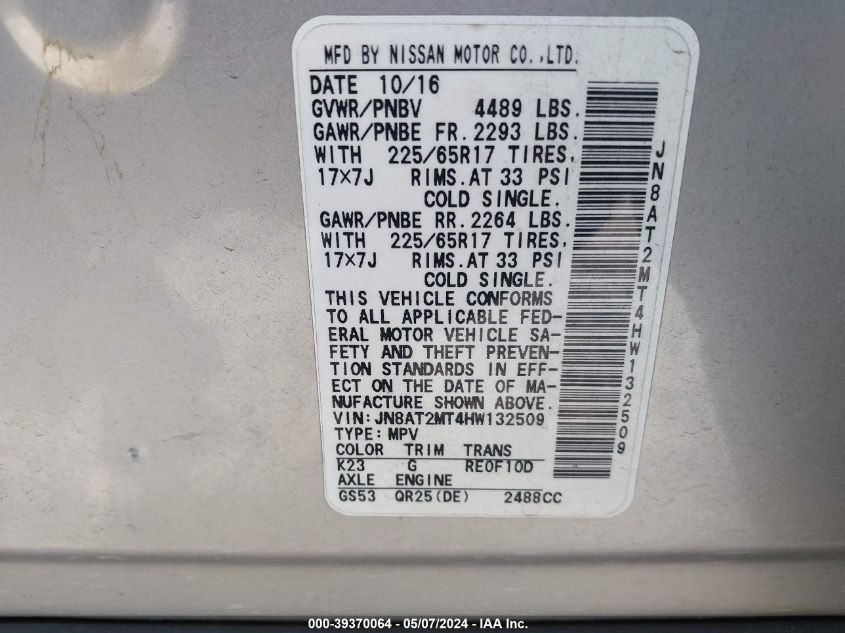 MFD BY NISSAN MOTOR CO.,LTD.
DATE 10/16
GVWR/PNBV 4489 LBS.
GAWR/PNBE FR. 2293 LBS.
WITH 225/65R17 TIRES,
17×7J RIMS. AT 33 PSI
COLD SINGLE.
GAWR/PNBE RR. 2264 LBS.
WITH 225/65R17 TIRES,
17×7J RIMS. AT 33 PSI
COLD SINGLE.
THIS VEHICLE CONFORMS
TO ALL APPLICABLE FED-
ERAL MOTOR VEHICLE SA-
FETY AND THEFT PREVEN-
TION STANDARDS IN EFF-
ECT ON THE DATE OF MA-
NUFACTURE SHOWN ABOVE.
VIN:JN8AT2MT4HW132509
TYPE: MPV
COLOR TRIM TRANS
K23 G RE0F10D
AXLE ENGINE
GS53 QR25(DE) 2488CC
JN8AT2MT4HW132509
000-39370064 - 05/07/2024 - IAA Inc.